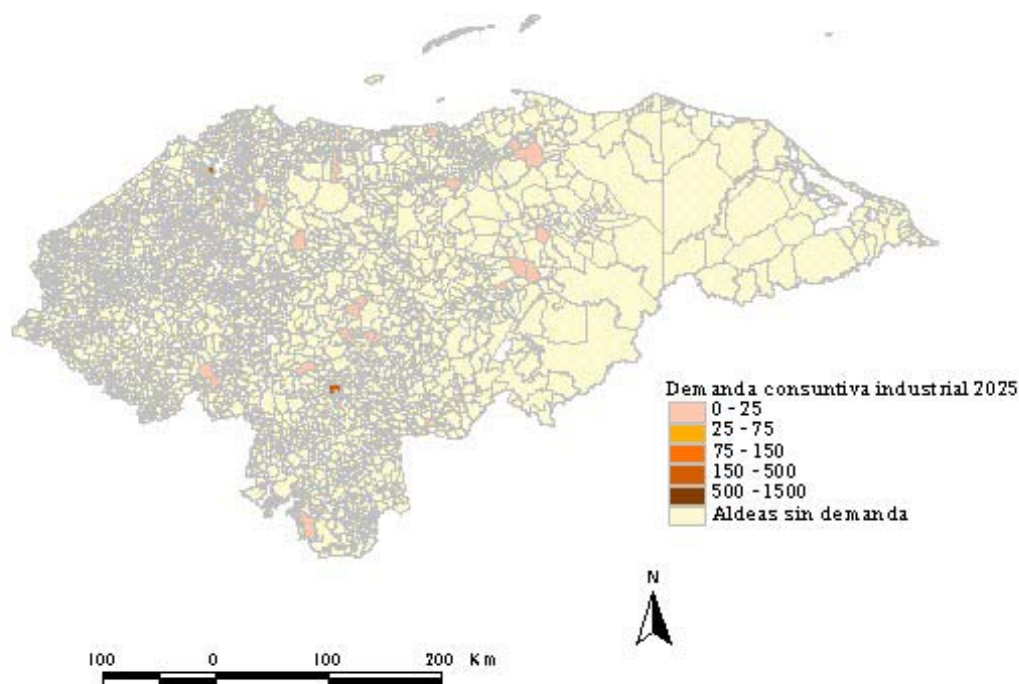 Demanda consuntiva industrial 2025
0 - 25
25 - 75
75 - 150
150 - 500
500 - 1500
Aldeas sin demanda
N
100 0 100 200 Km